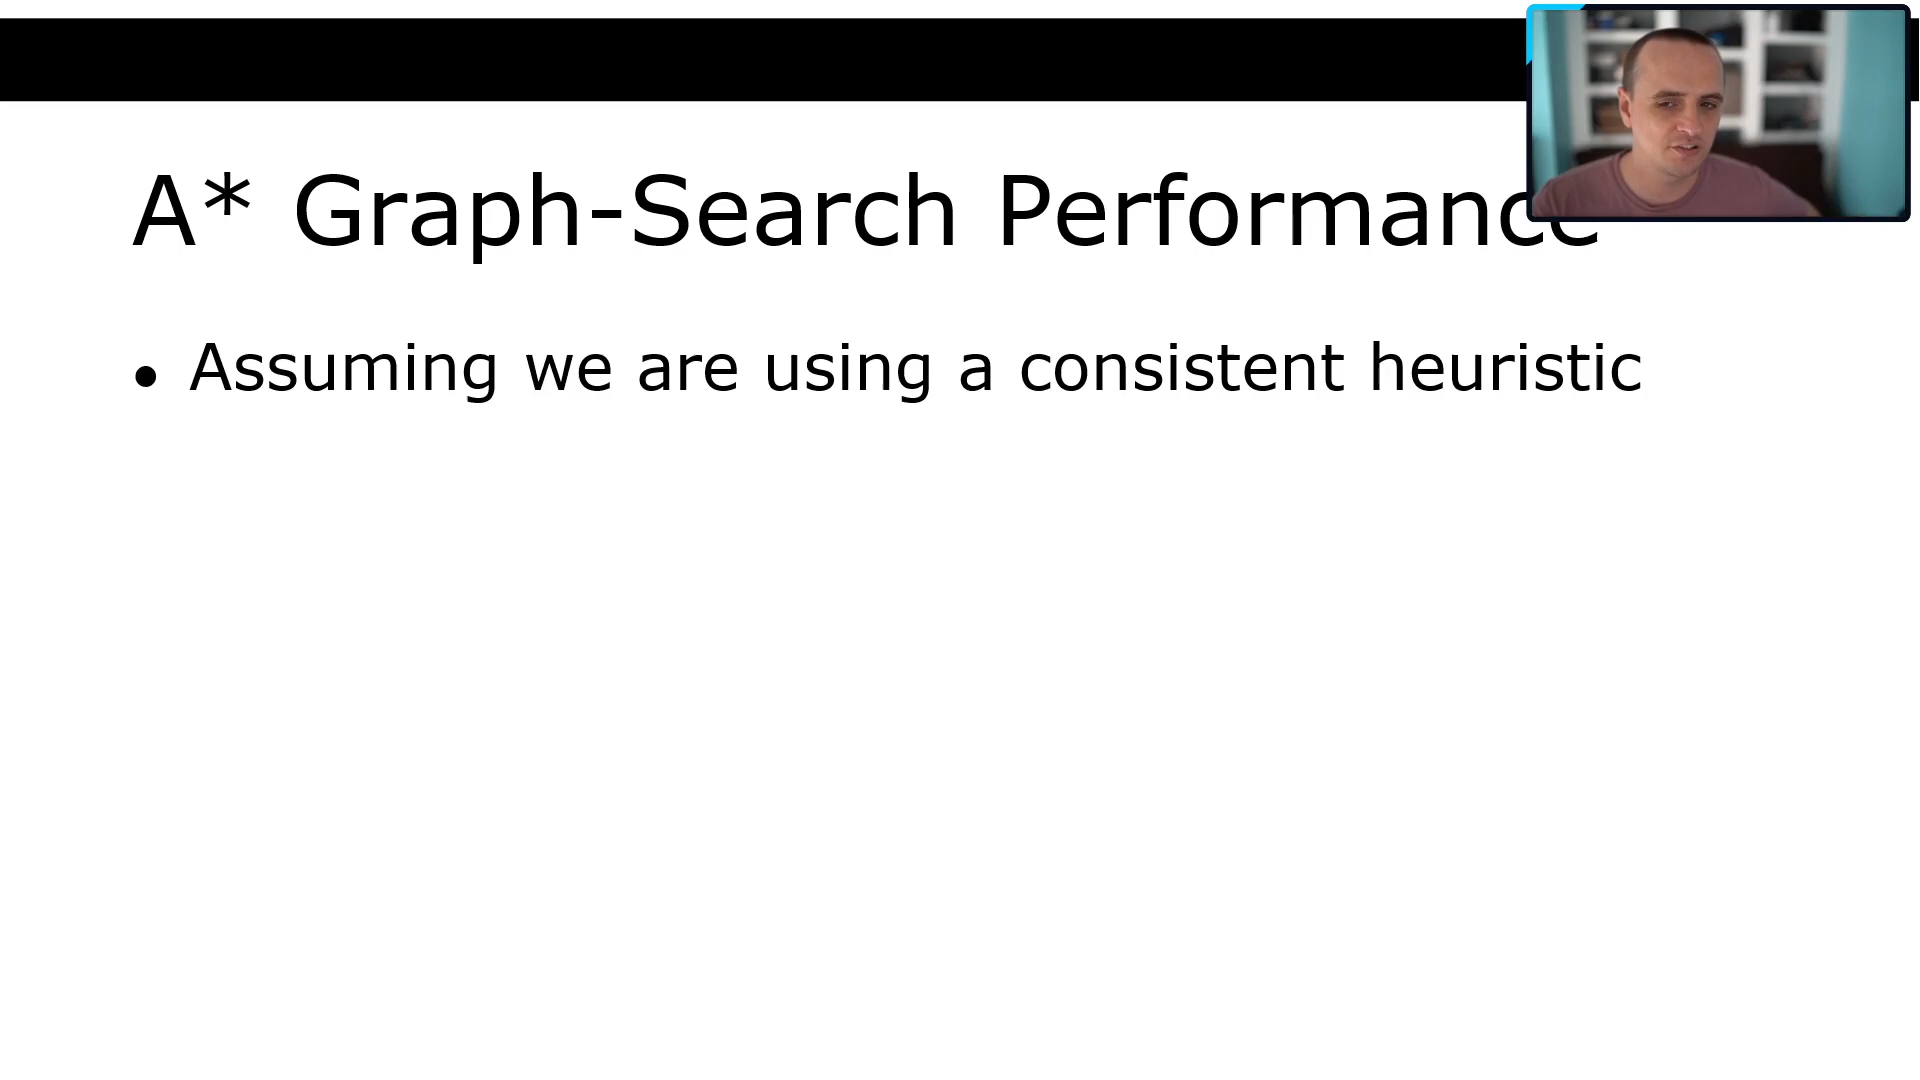 A* Graph-Search Performance
● Assuming we are using a consistent heuristic